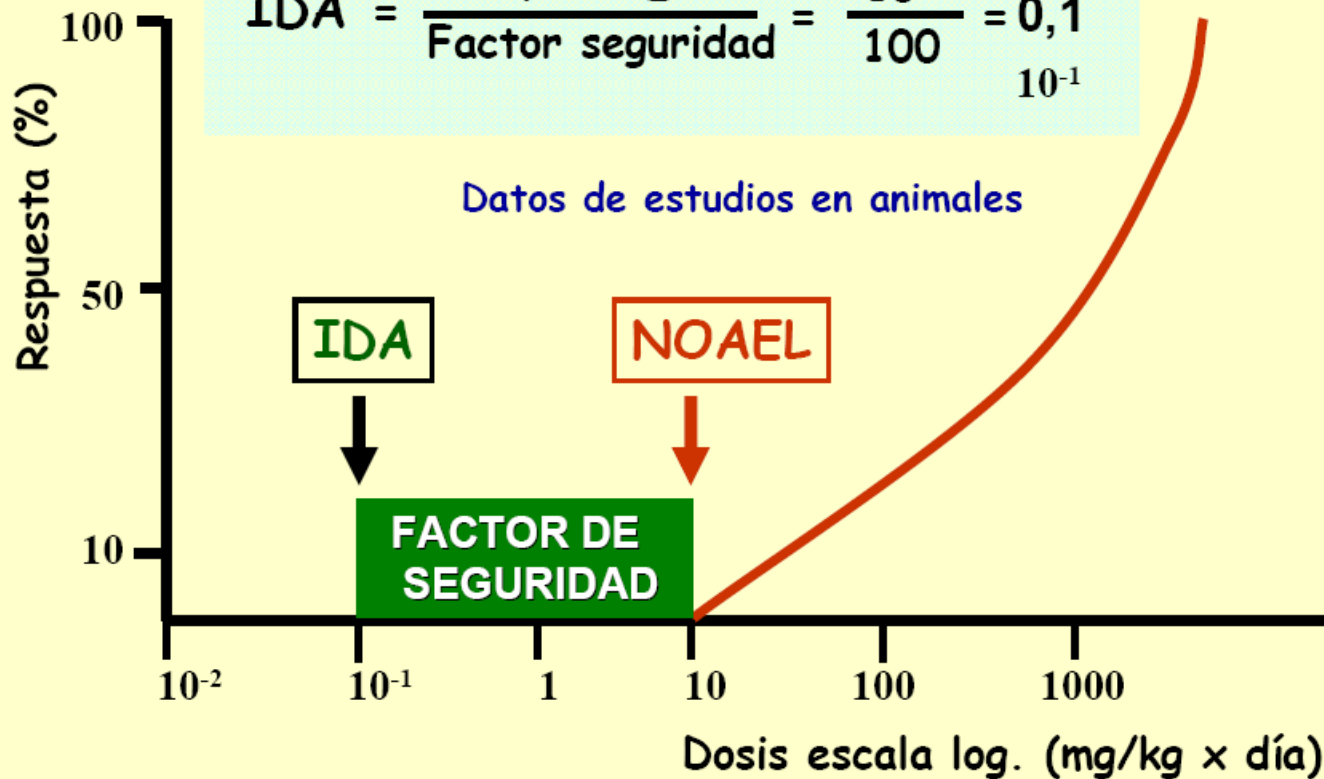 IDA = Factor seguridad = 100 = 0,1
10⁻¹
100
50
10
Respuesta (%)
Datos de estudios en animales
IDA
NOAEL
FACTOR DE
SEGURIDAD
10⁻² 10⁻¹ 1 10 100 1000
Dosis escala log. (mg/kg x día)